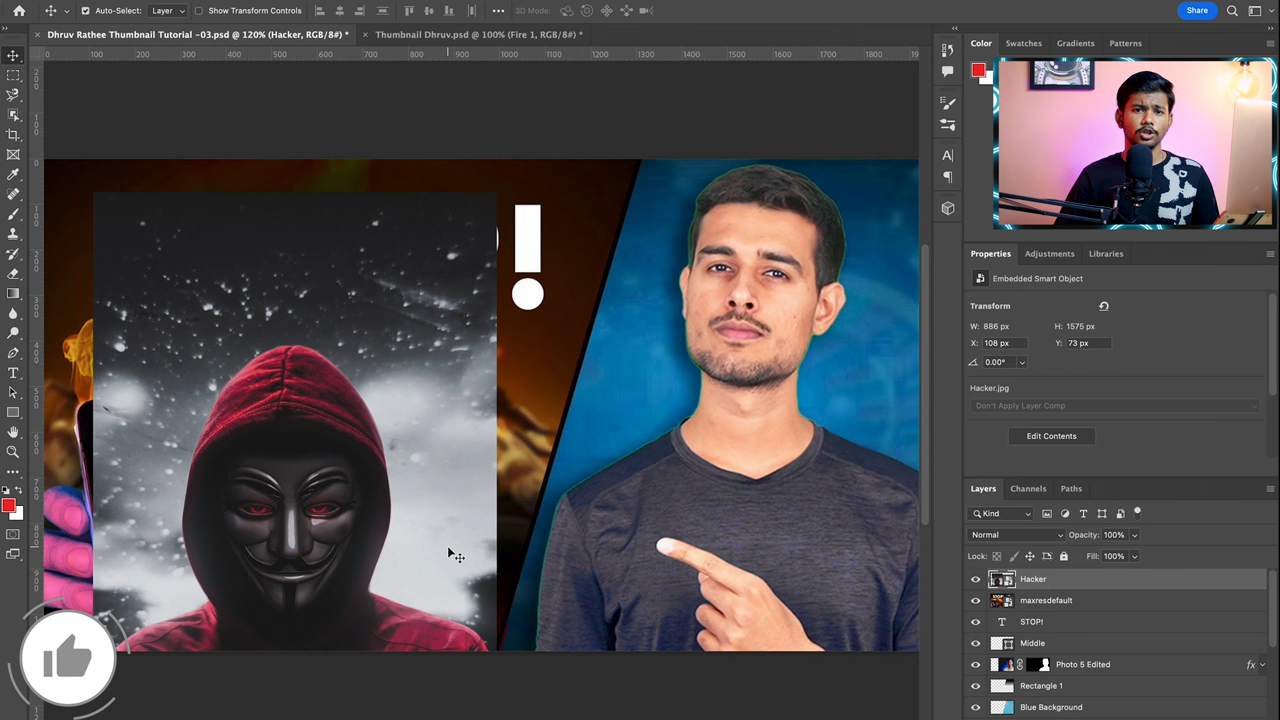 Auto-Select: Layer Show Transform Controls 3D Mode: Share
Dhruv Rathee Thumbnail Tutorial -03.psd @ 120% (Hacker, RGB/8#) * Thumbnail Dhruv.psd @ 100% (Fire 1, RGB/8#) *
100 200 300 400 500 600 700 800 900 1000 1100 1200 1300 1400 1500 1600 1700 1800
!
Color Swatches Gradients Patterns
Properties Adjustments Libraries
Embedded Smart Object
Transform
W: 886 px H: 1575 px
X: 108 px Y: 73 px
0.00°
Hacker.jpg
Don't Apply Layer Comp
Edit Contents
Layers Channels Paths
Kind
Normal Opacity: 100%
Lock: Fill: 100%
Hacker
maxresdefault
STOP!
Middle
Photo 5 Edited fx
Rectangle 1
Blue Background